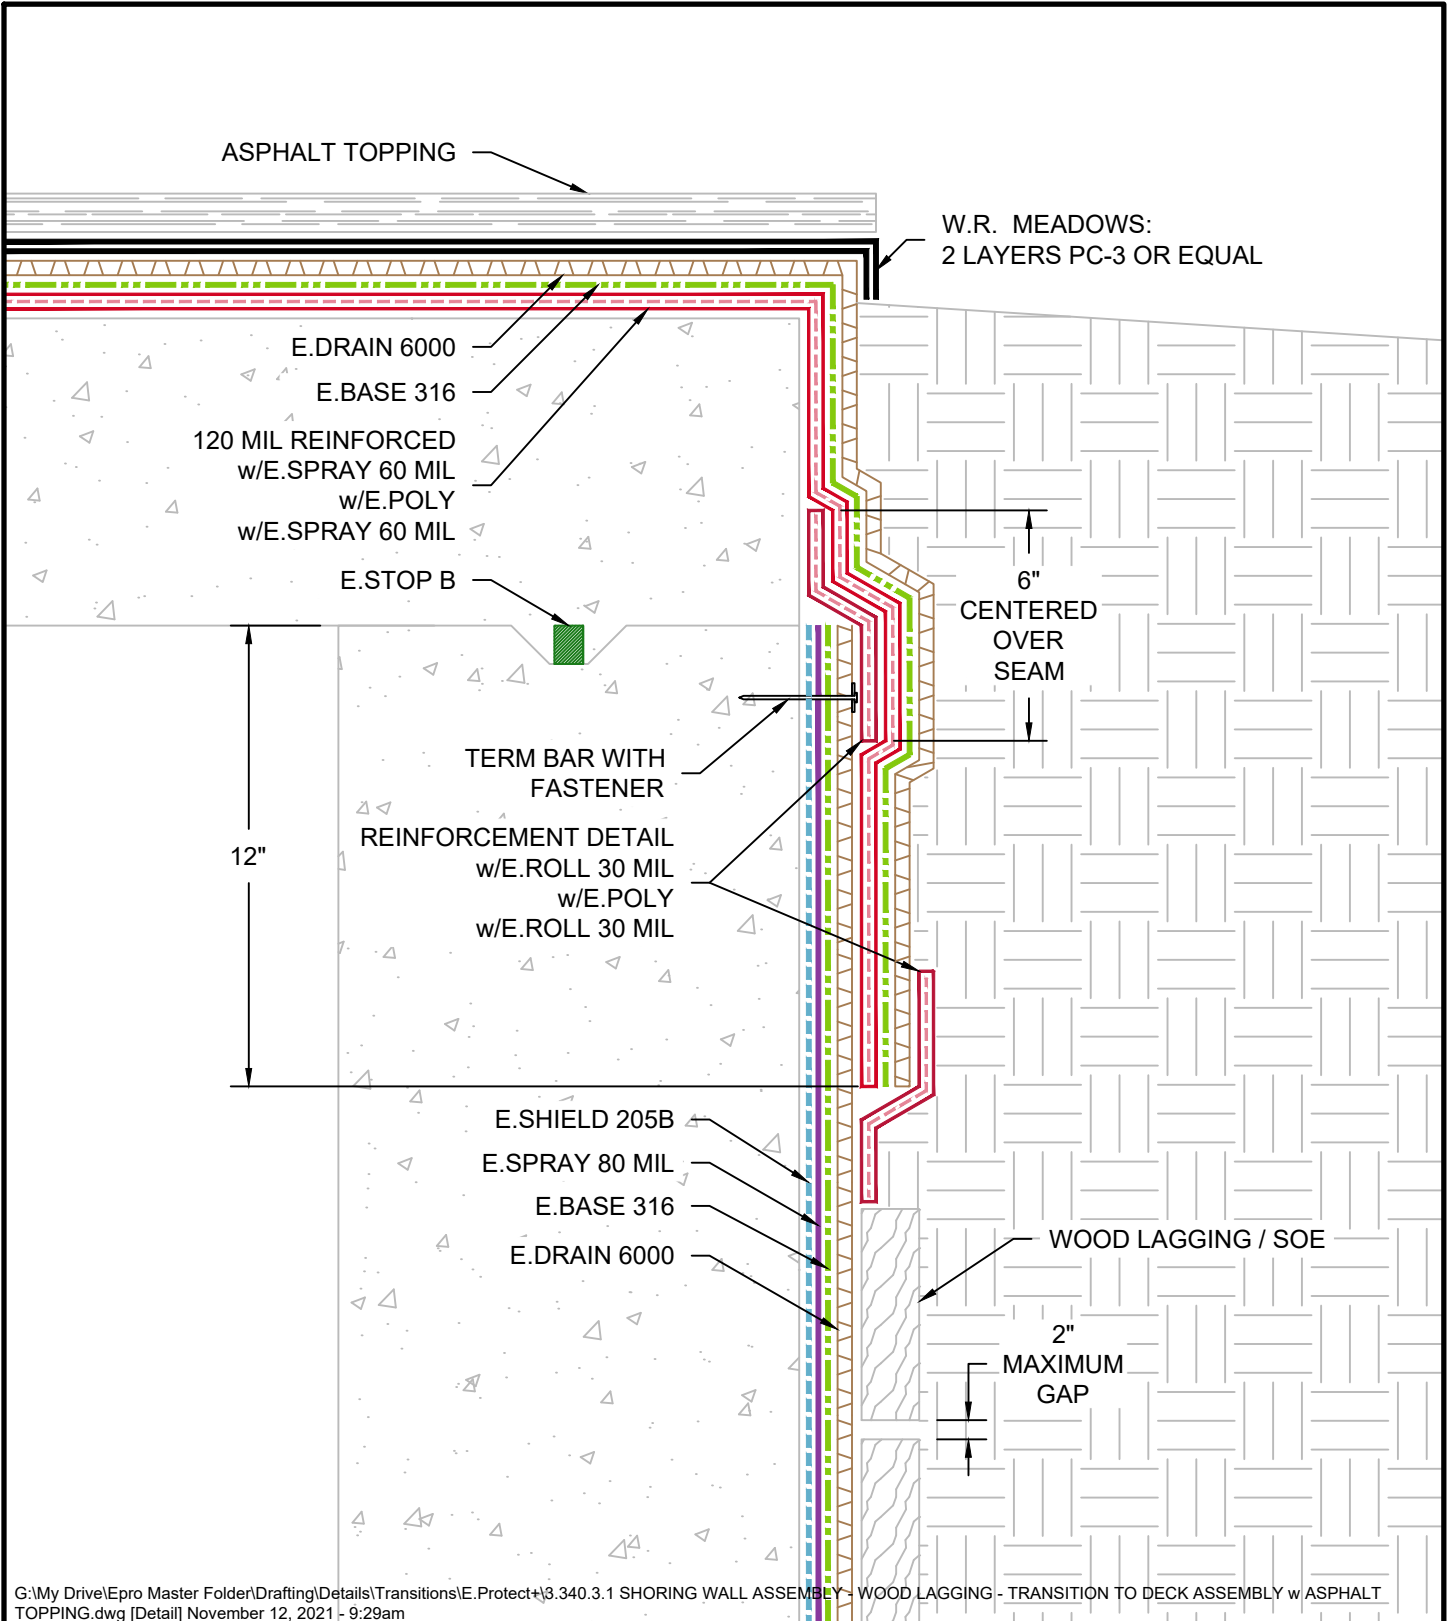 ASPHALT TOPPING
W.R. MEADOWS:
2 LAYERS PC-3 OR EQUAL
E.DRAIN 6000
E.BASE 316
120 MIL REINFORCED
w/E.SPRAY 60 MIL
w/E.POLY
w/E.SPRAY 60 MIL
E.STOP B
6"
CENTERED
OVER
SEAM
TERM BAR WITH
FASTENER
12"
REINFORCEMENT DETAIL
w/E.ROLL 30 MIL
w/E.POLY
w/E.ROLL 30 MIL
E.SHIELD 205B
E.SPRAY 80 MIL
E.BASE 316
E.DRAIN 6000
WOOD LAGGING / SOE
2"
MAXIMUM
GAP
G:\My Drive\Epro Master Folder\Drafting\Details\Transitions\E.Protect+\3.340.3.1 SHORING WALL ASSEMBLY - WOOD LAGGING - TRANSITION TO DECK ASSEMBLY w ASPHALT
TOPPING.dwg [Detail] November 12, 2021 - 9:29am